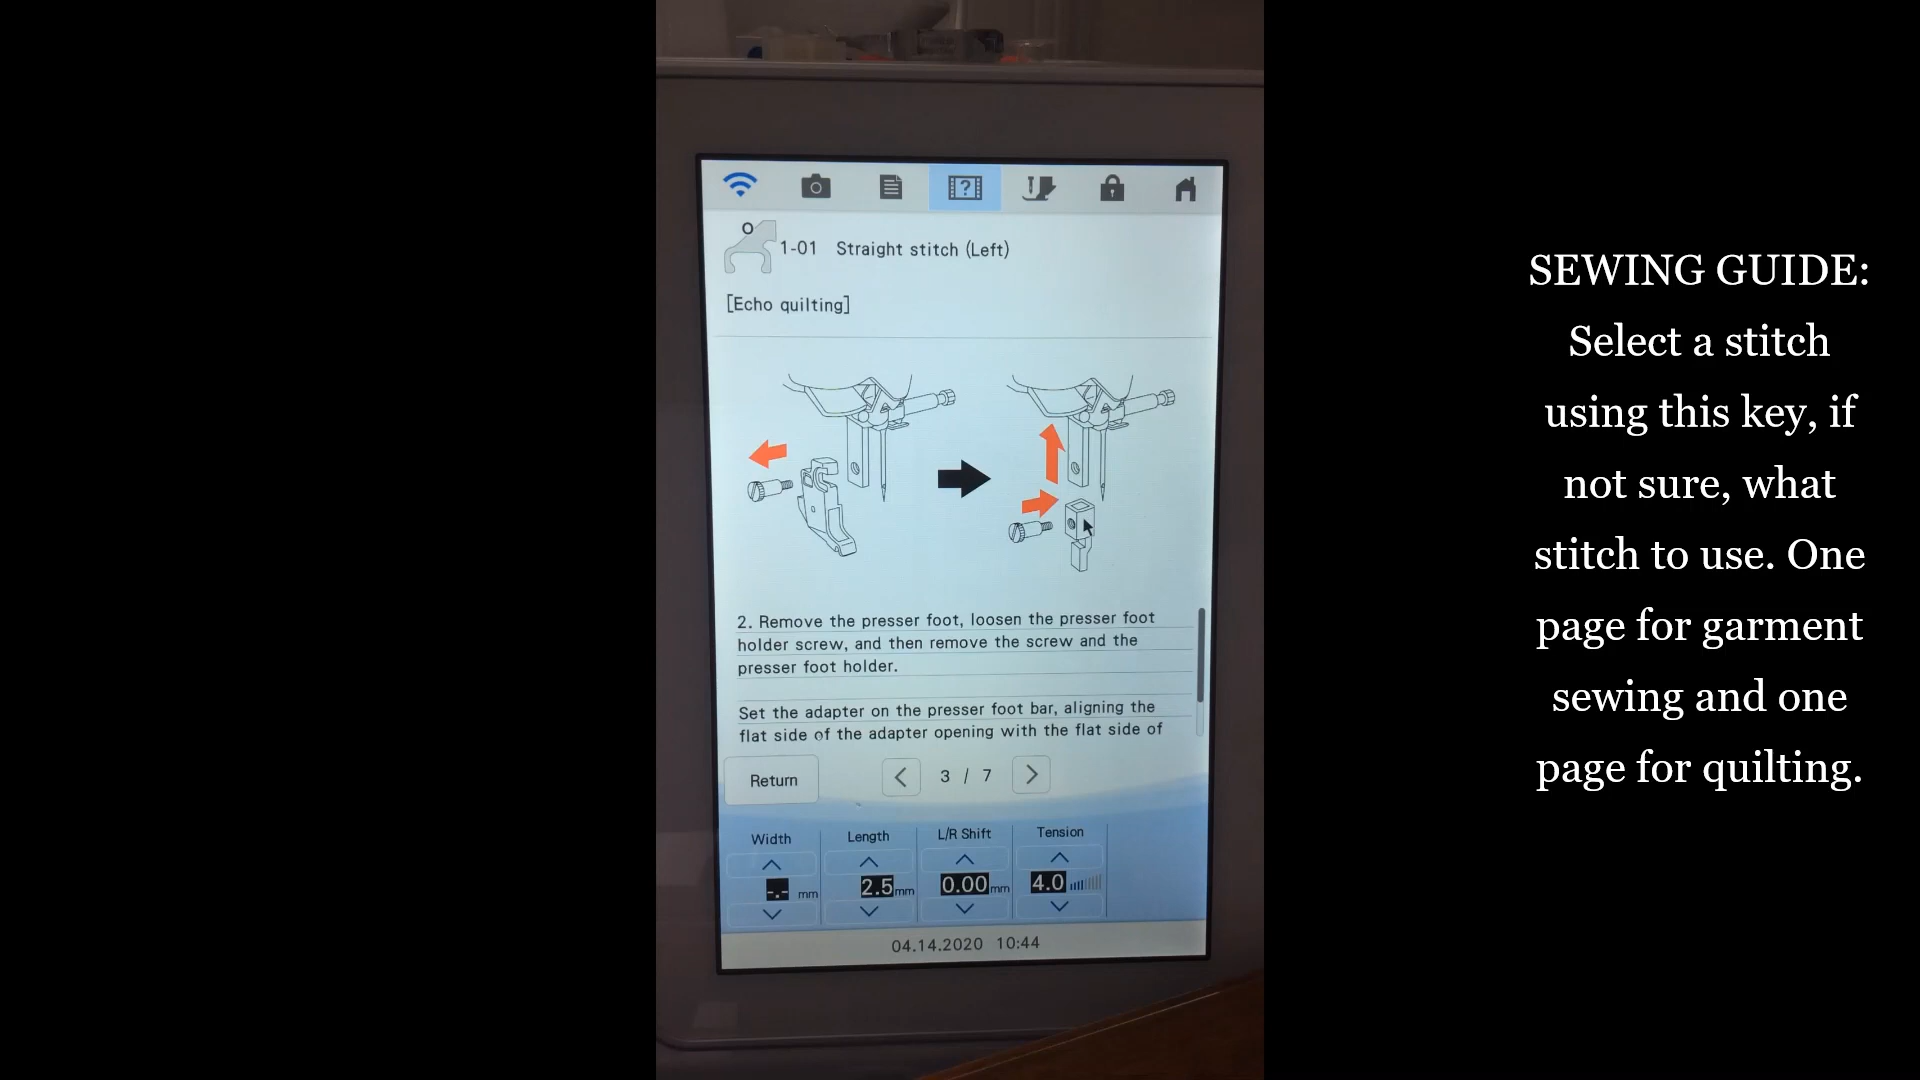 O
1-01 Straight stitch (Left)
[Echo quilting]
2. Remove the presser foot, loosen the presser foot
holder screw, and then remove the screw and the
presser foot holder.
Set the adapter on the presser foot bar, aligning the
flat side of the adapter opening with the flat side of
Return
3 / 7
Width
Length
L/R Shift
Tension
-.- mm
2.5 mm
0.00 mm
4.0
04.14.2020 10:44
SEWING GUIDE:
Select a stitch
using this key, if
not sure, what
stitch to use. One
page for garment
sewing and one
page for quilting.